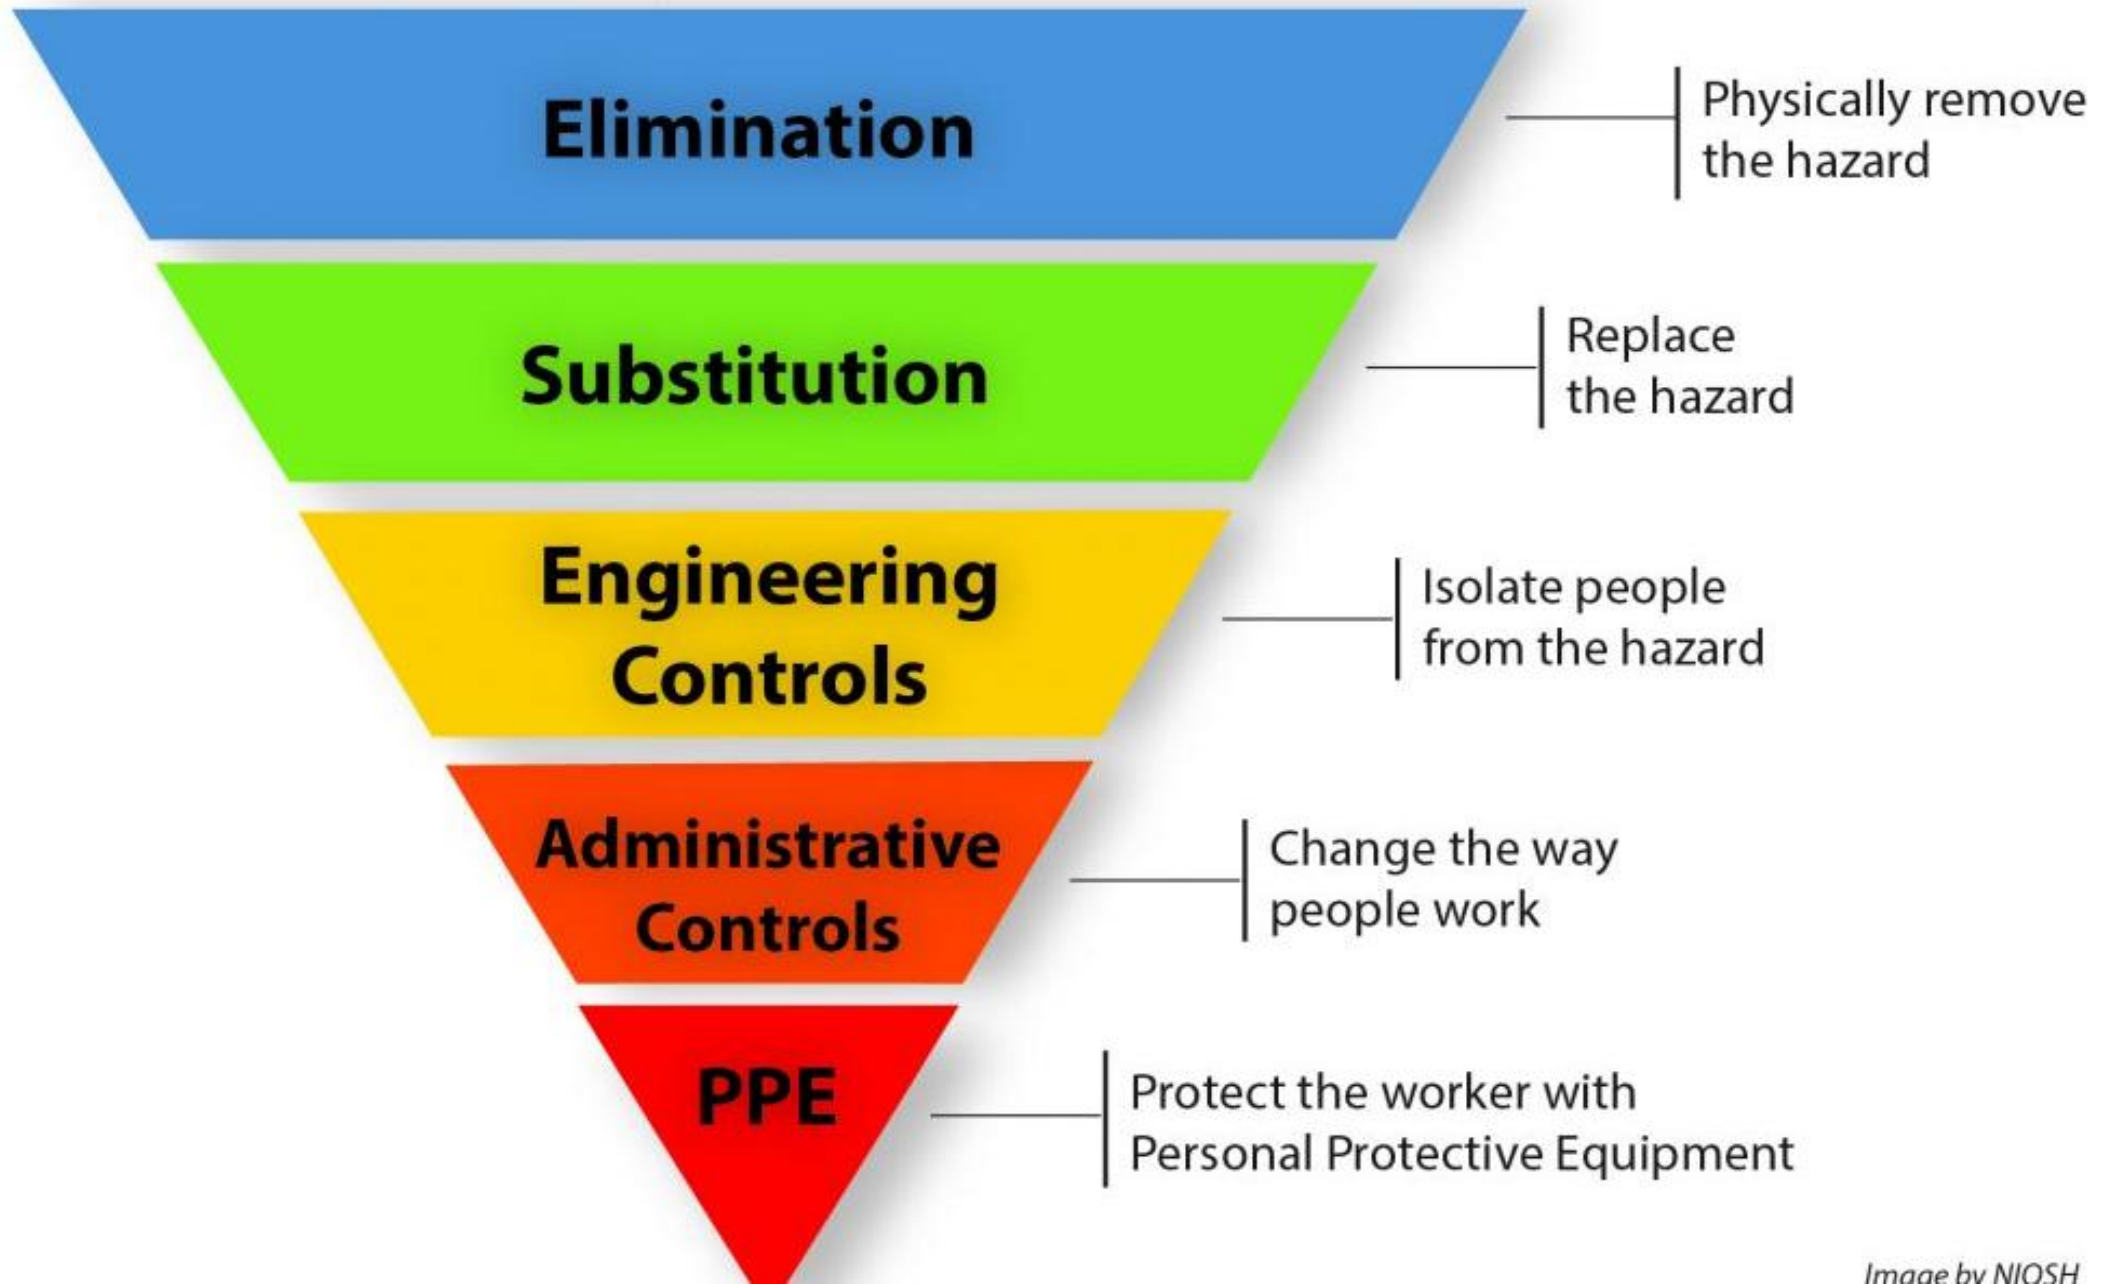 Elimination
Physically remove
the hazard
Substitution
Replace
the hazard
Engineering
Controls
Isolate people
from the hazard
Administrative
Controls
Change the way
people work
PPE
Protect the worker with
Personal Protective Equipment
Image by NIOSH